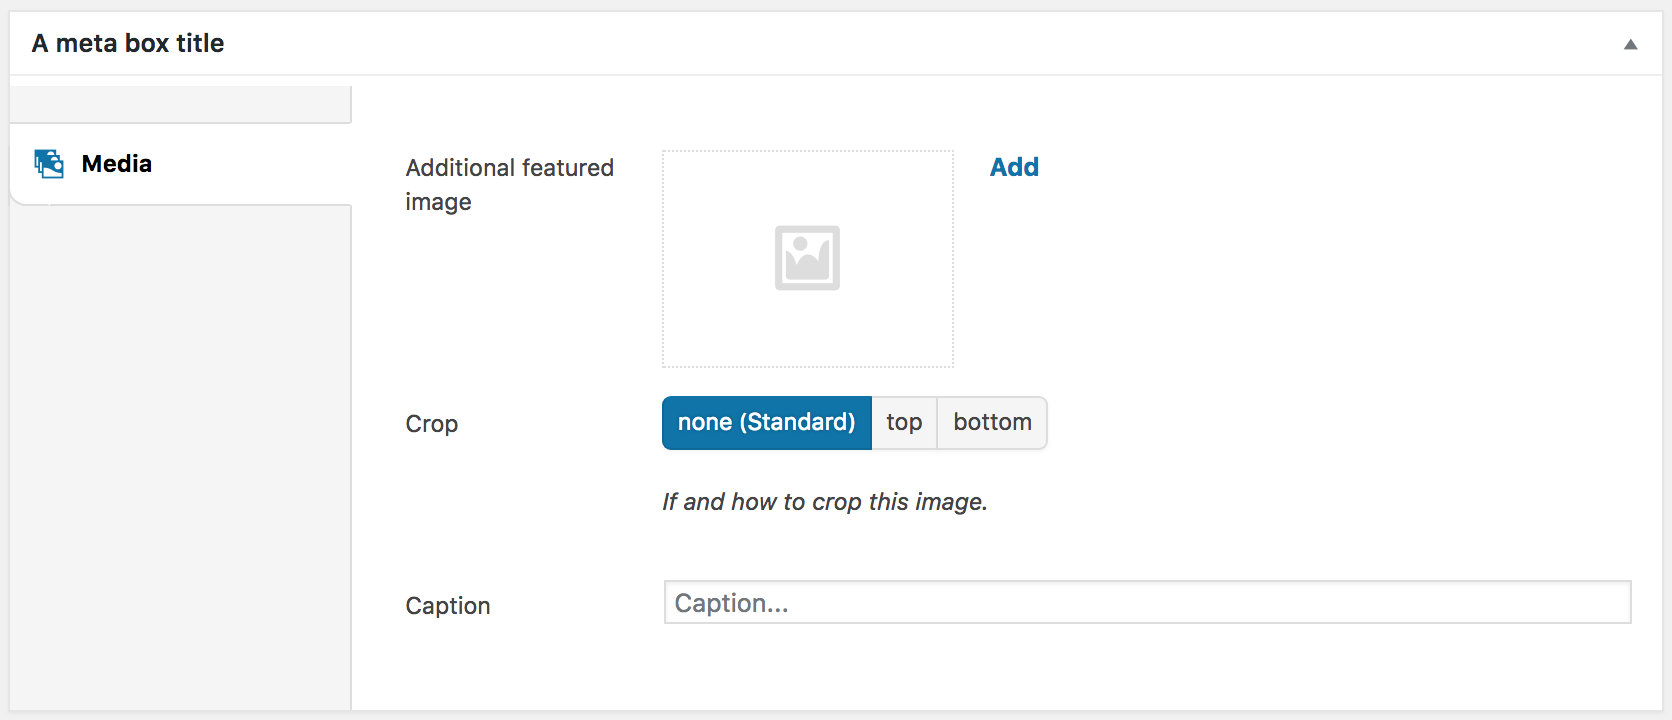 A meta box title
Media
Additional featured
image
Add
Crop
none (Standard)
top
bottom
If and how to crop this image.
Caption
Caption...